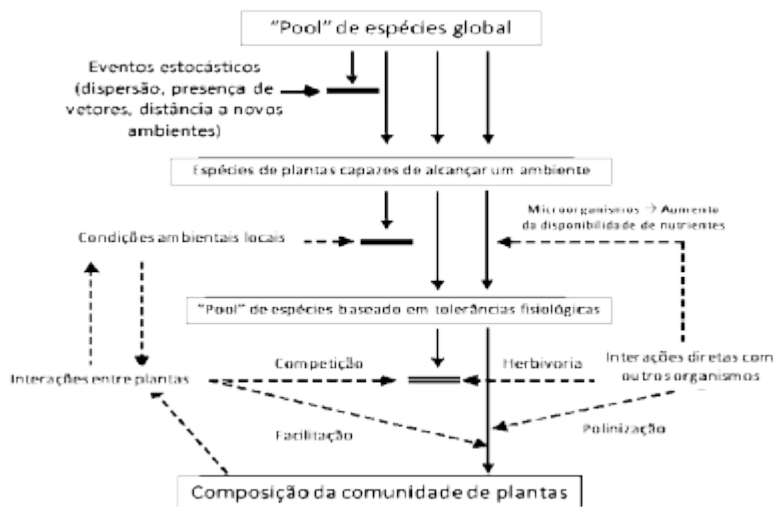 "Pool" de espécies global
Eventos estocásticos
(dispersão, presença de
vetores, distância a novos
ambientes)
Espécies de plantas capazes de alcançar um ambiente
Microorganismos → Aumento
da disponibilidade de nutrientes
Condições ambientais locais
"Pool" de espécies baseado em tolerâncias fisiológicas
Competição
Herbivoria
Interações diretas com
outros organismos
Interações entre plantas
Facilitação
Polinização
Composição da comunidade de plantas